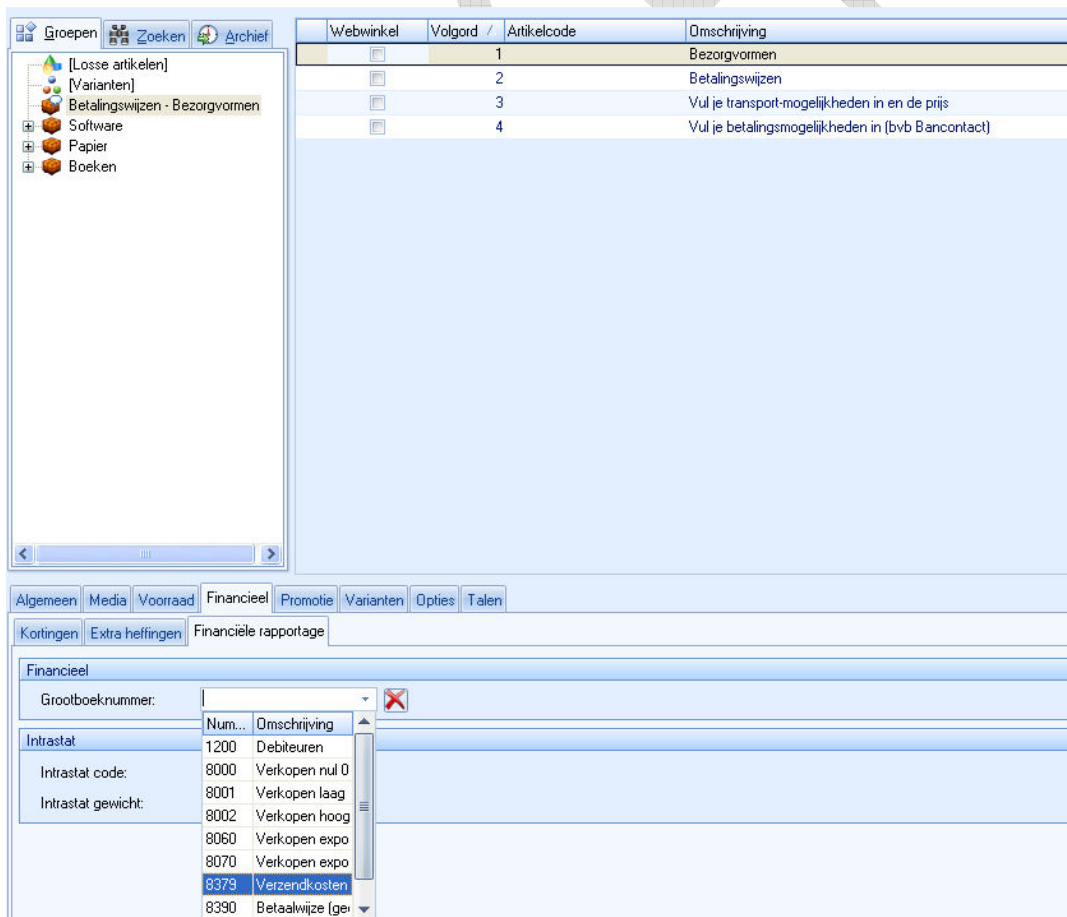 Groepen Zoeken Archief
[Losse artikelen]
[Varianten]
Betalingswijzen - Bezorgvormen
Software
Papier
Boeken
Webwinkel Volgord Artikelcode Omschrijving
1 Bezorgvormen
2 Betalingswijzen
3 Vul je transport-mogelijkheden in en de prijs
4 Vul je betalingsmogelijkheden in (bvb Bancontact)
Algemeen Media Voorraad Financieel Promotie Varianten Opties Talen
Kortingen Extra heffingen Financiële rapportage
Financieel
Grootboeknummer:
Num... Omschrijving
1200 Debiteuren
8000 Verkopen nul 0
8001 Verkopen laag
8002 Verkopen hoog
8060 Verkopen expo
8070 Verkopen expo
8379 Verzendkosten
8390 Betaalwijze (ge
Intrastat
Intrastat code:
Intrastat gewicht: